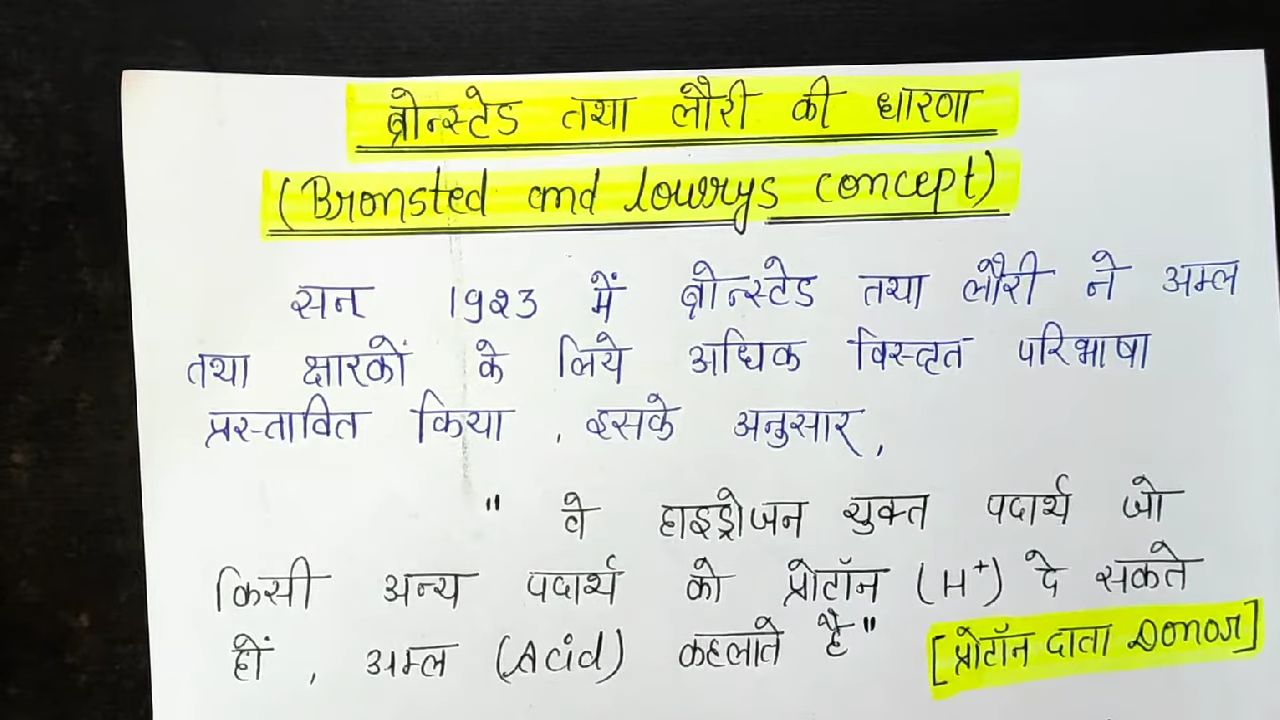 ब्रोन्स्टेड तथा लौरी की धारणा
(Bronsted and lowrys concept)
सन् 1923 में ब्रोन्स्टेड तथा लौरी ने अम्ल
तथा क्षारकों के लिये अधिक विस्तृत परिभाषा
प्रस्तावित किया , इसके अनुसार,
" वे हाइड्रोजन युक्त पदार्थ जो
किसी अन्य पदार्थ को प्रोटॉन (H⁺) दे सकते
हों , अम्ल (Acid) कहलाते है"
[प्रोटॉन दाता Donor]